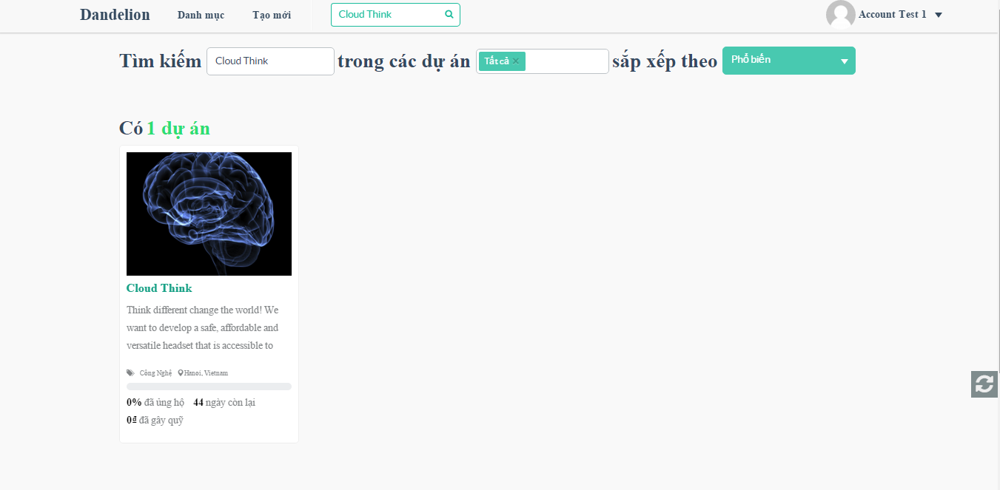 Dandelion Danh mục Tạo mới Cloud Think Account Test 1
Tìm kiếm Cloud Think trong các dự án Tất cả × sắp xếp theo Phổ biến
Có 1 dự án
Cloud Think
Think different change the world! We
want to develop a safe, affordable and
versatile headset that is accessible to
Công Nghệ Hanoi, Vietnam
0% đã ủng hộ 44 ngày còn lại
0₫ đã gây quỹ